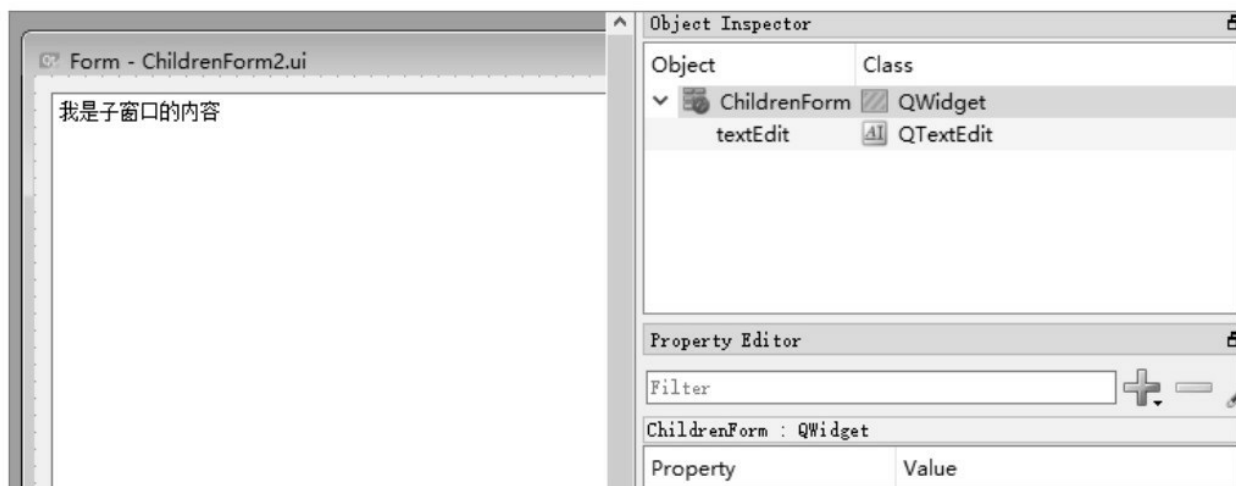 Form - ChildrenForm2.ui
我是子窗口的内容
Object Inspector
Object Class
ChildrenForm QWidget
textEdit AI QTextEdit
Property Editor
Filter
ChildrenForm : QWidget
Property Value